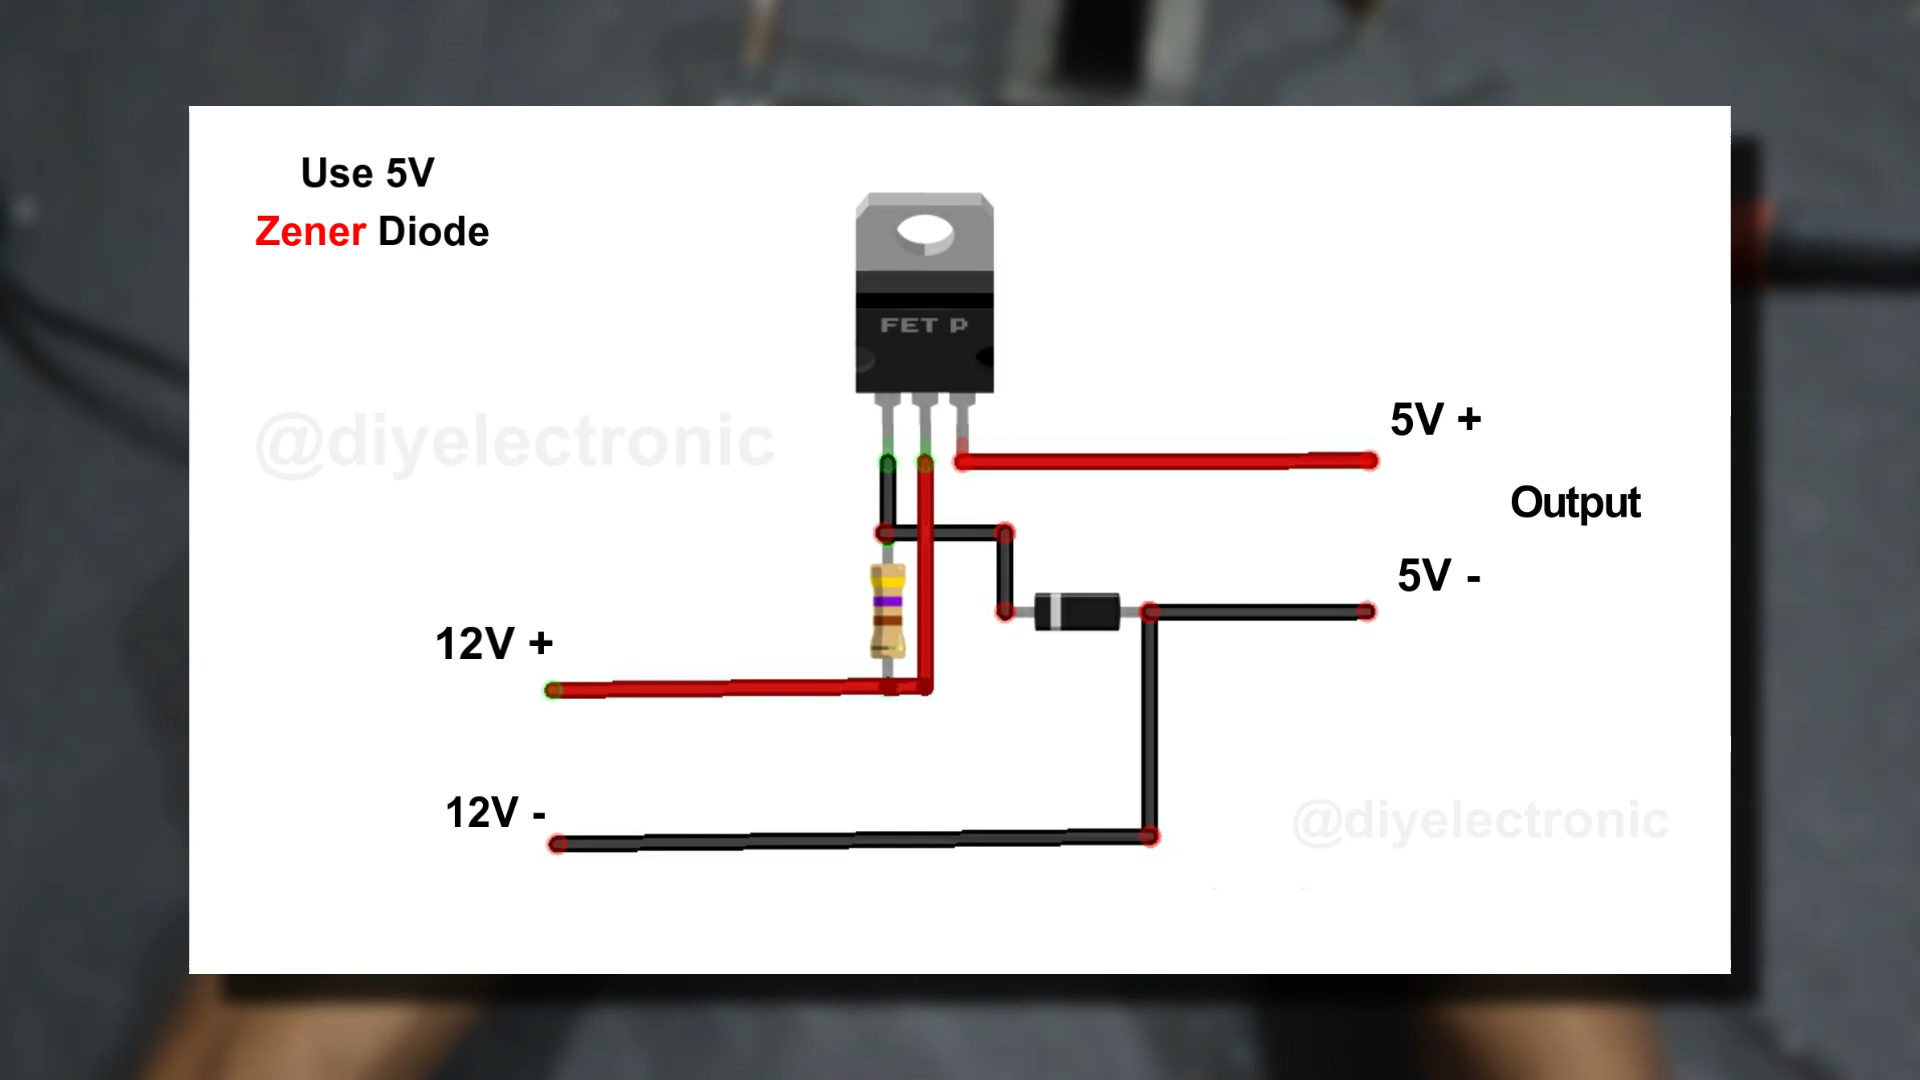 Use 5V
Zener Diode
FET P
@diyelectronic
5V +
Output
5V -
12V +
12V -
@diyelectronic